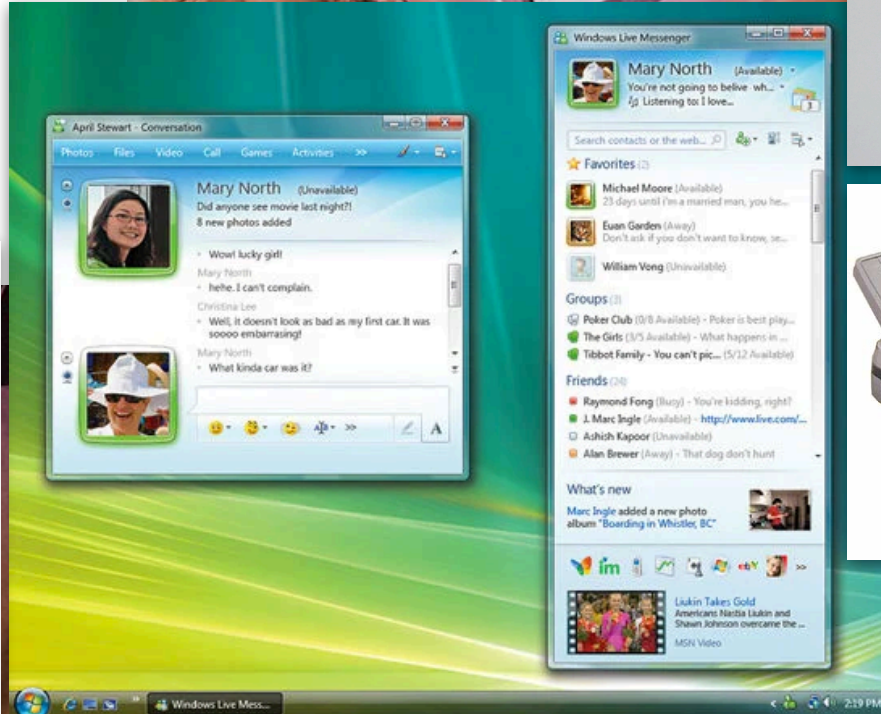 April Stewart - Conversation
Photos Files Video Call Games Activities >>
Mary North (Unavailable)
Did anyone see movie last night?!
8 new photos added
Wow! lucky girl!
Mary North
hehe. I can't complain.
Christina Lee
Well, it doesn't look as bad as my first car. It was
soooo embarrasing!
Mary North
What kinda car was it?
A
Windows Live Messenger
Mary North (Available)
You're not going to belive wh...
Listening to: I love...
3
Search contacts or the web...
Favorites (2)
Michael Moore (Available)
23 days until i'm a married man, you he...
Euan Garden (Away)
Don't ask if you don't want to know, se...
William Vong (Unavailable)
Groups (3)
Poker Club (0/8 Available) - Poker is best play...
The Girls (3/5 Available) - What happens in ...
Tibbot Family - You can't pic... (5/12 Available)
Friends (24)
Raymond Fong (Busy) - You're kidding, right?
J. Marc Ingle (Available) - http://www.live.com/...
Ashish Kapoor (Unavailable)
Alan Brewer (Away) - That dog don't hunt
What's new
Marc Ingle added a new photo
album "Boarding in Whistler, BC"
im ebY >>
Liukin Takes Gold
Americans Nastia Liukin and
Shawn Johnson overcame the ...
MSN Video
Windows Live Mess...
2:19 PM